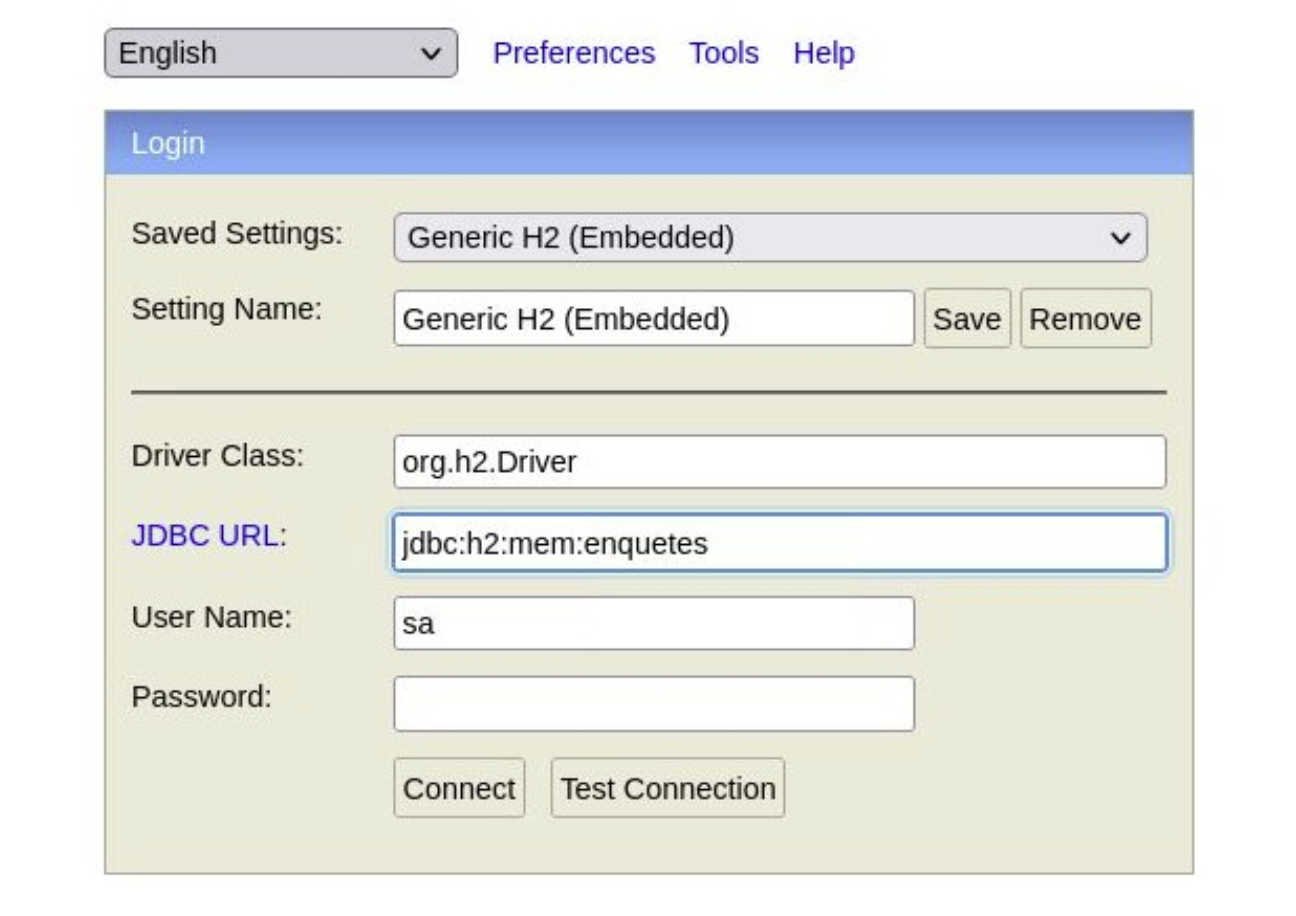 English Preferences Tools Help
Login
Saved Settings: Generic H2 (Embedded)
Setting Name: Generic H2 (Embedded) Save Remove
Driver Class: org.h2.Driver
JDBC URL: jdbc:h2:mem:enquetes
User Name: sa
Password:
Connect Test Connection